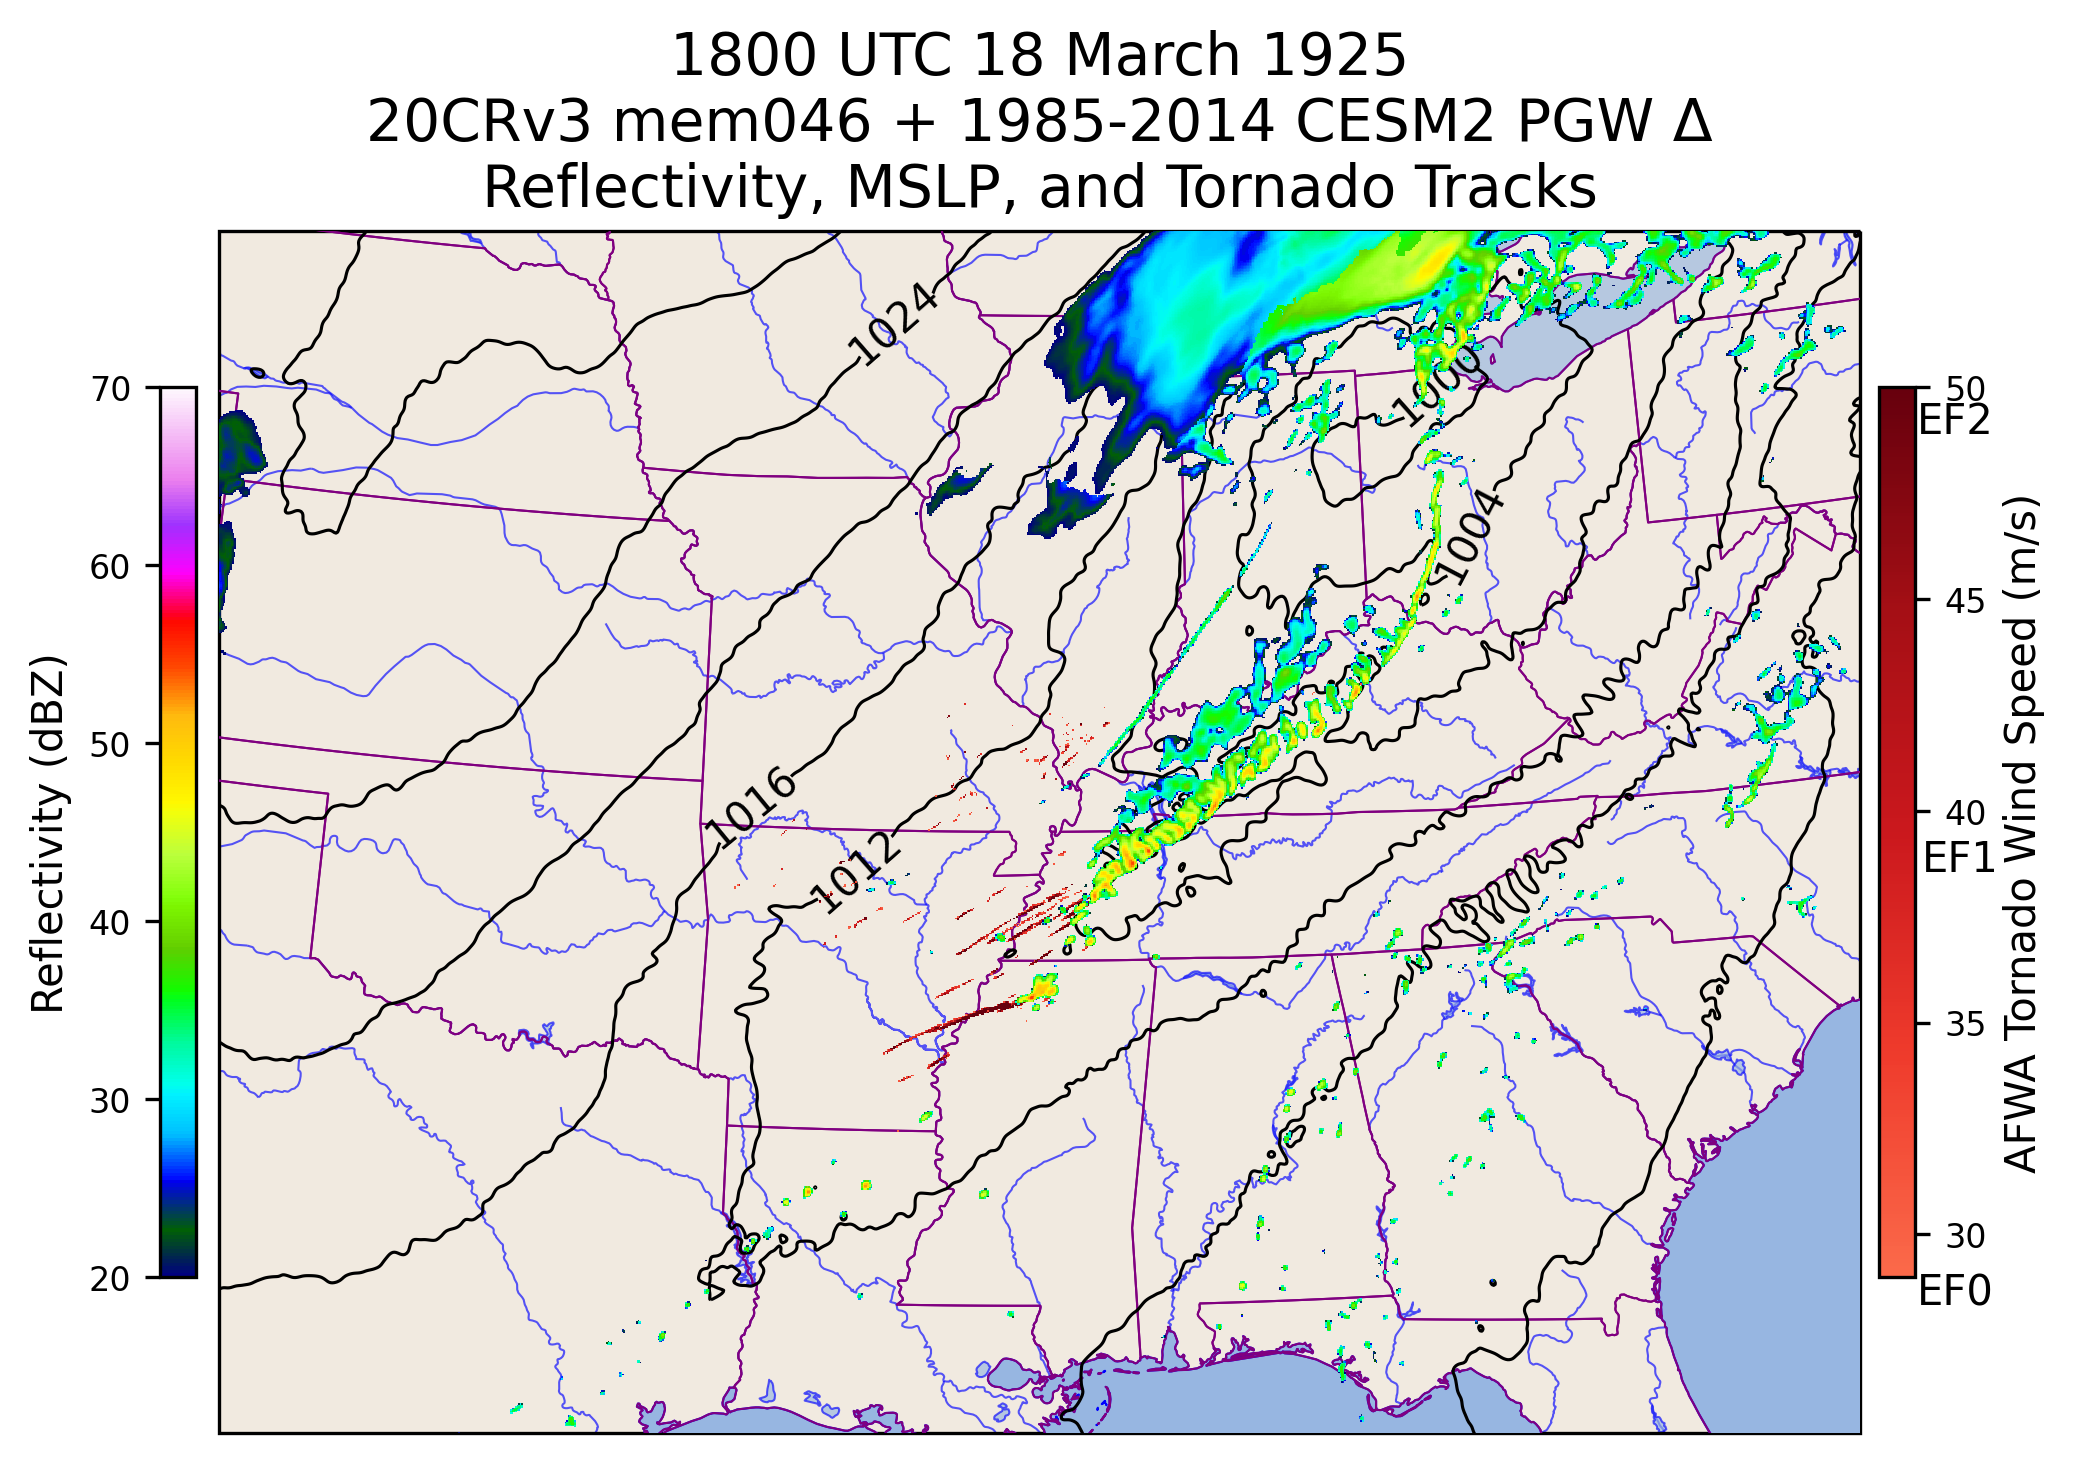 1800 UTC 18 March 1925
20CRv3 mem046 + 1985-2014 CESM2 PGW Δ
Reflectivity, MSLP, and Tornado Tracks
1024
1000
1004
1016
1012
70
60
50
40
30
20
Reflectivity (dBZ)
50
EF2
45
40
EF1
35
30
EF0
AFWA Tornado Wind Speed (m/s)